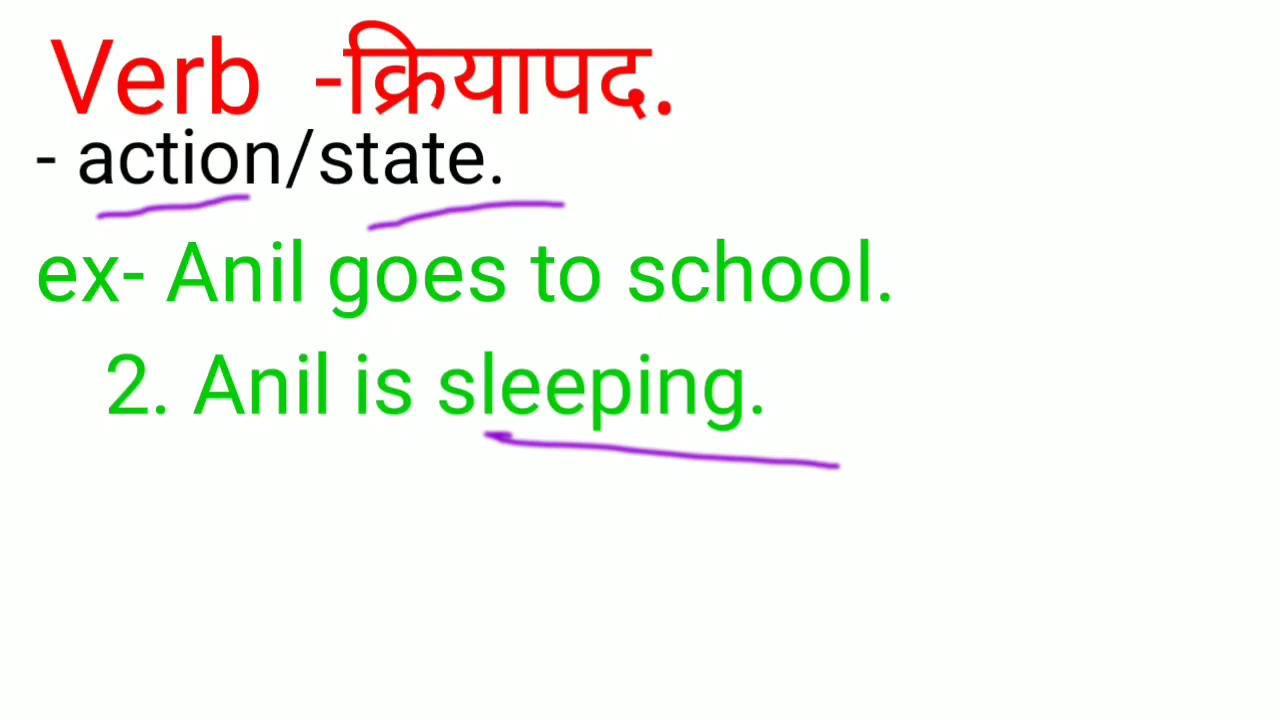 Verb -क्रियापद.
- action/state.
ex- Anil goes to school.
2. Anil is sleeping.